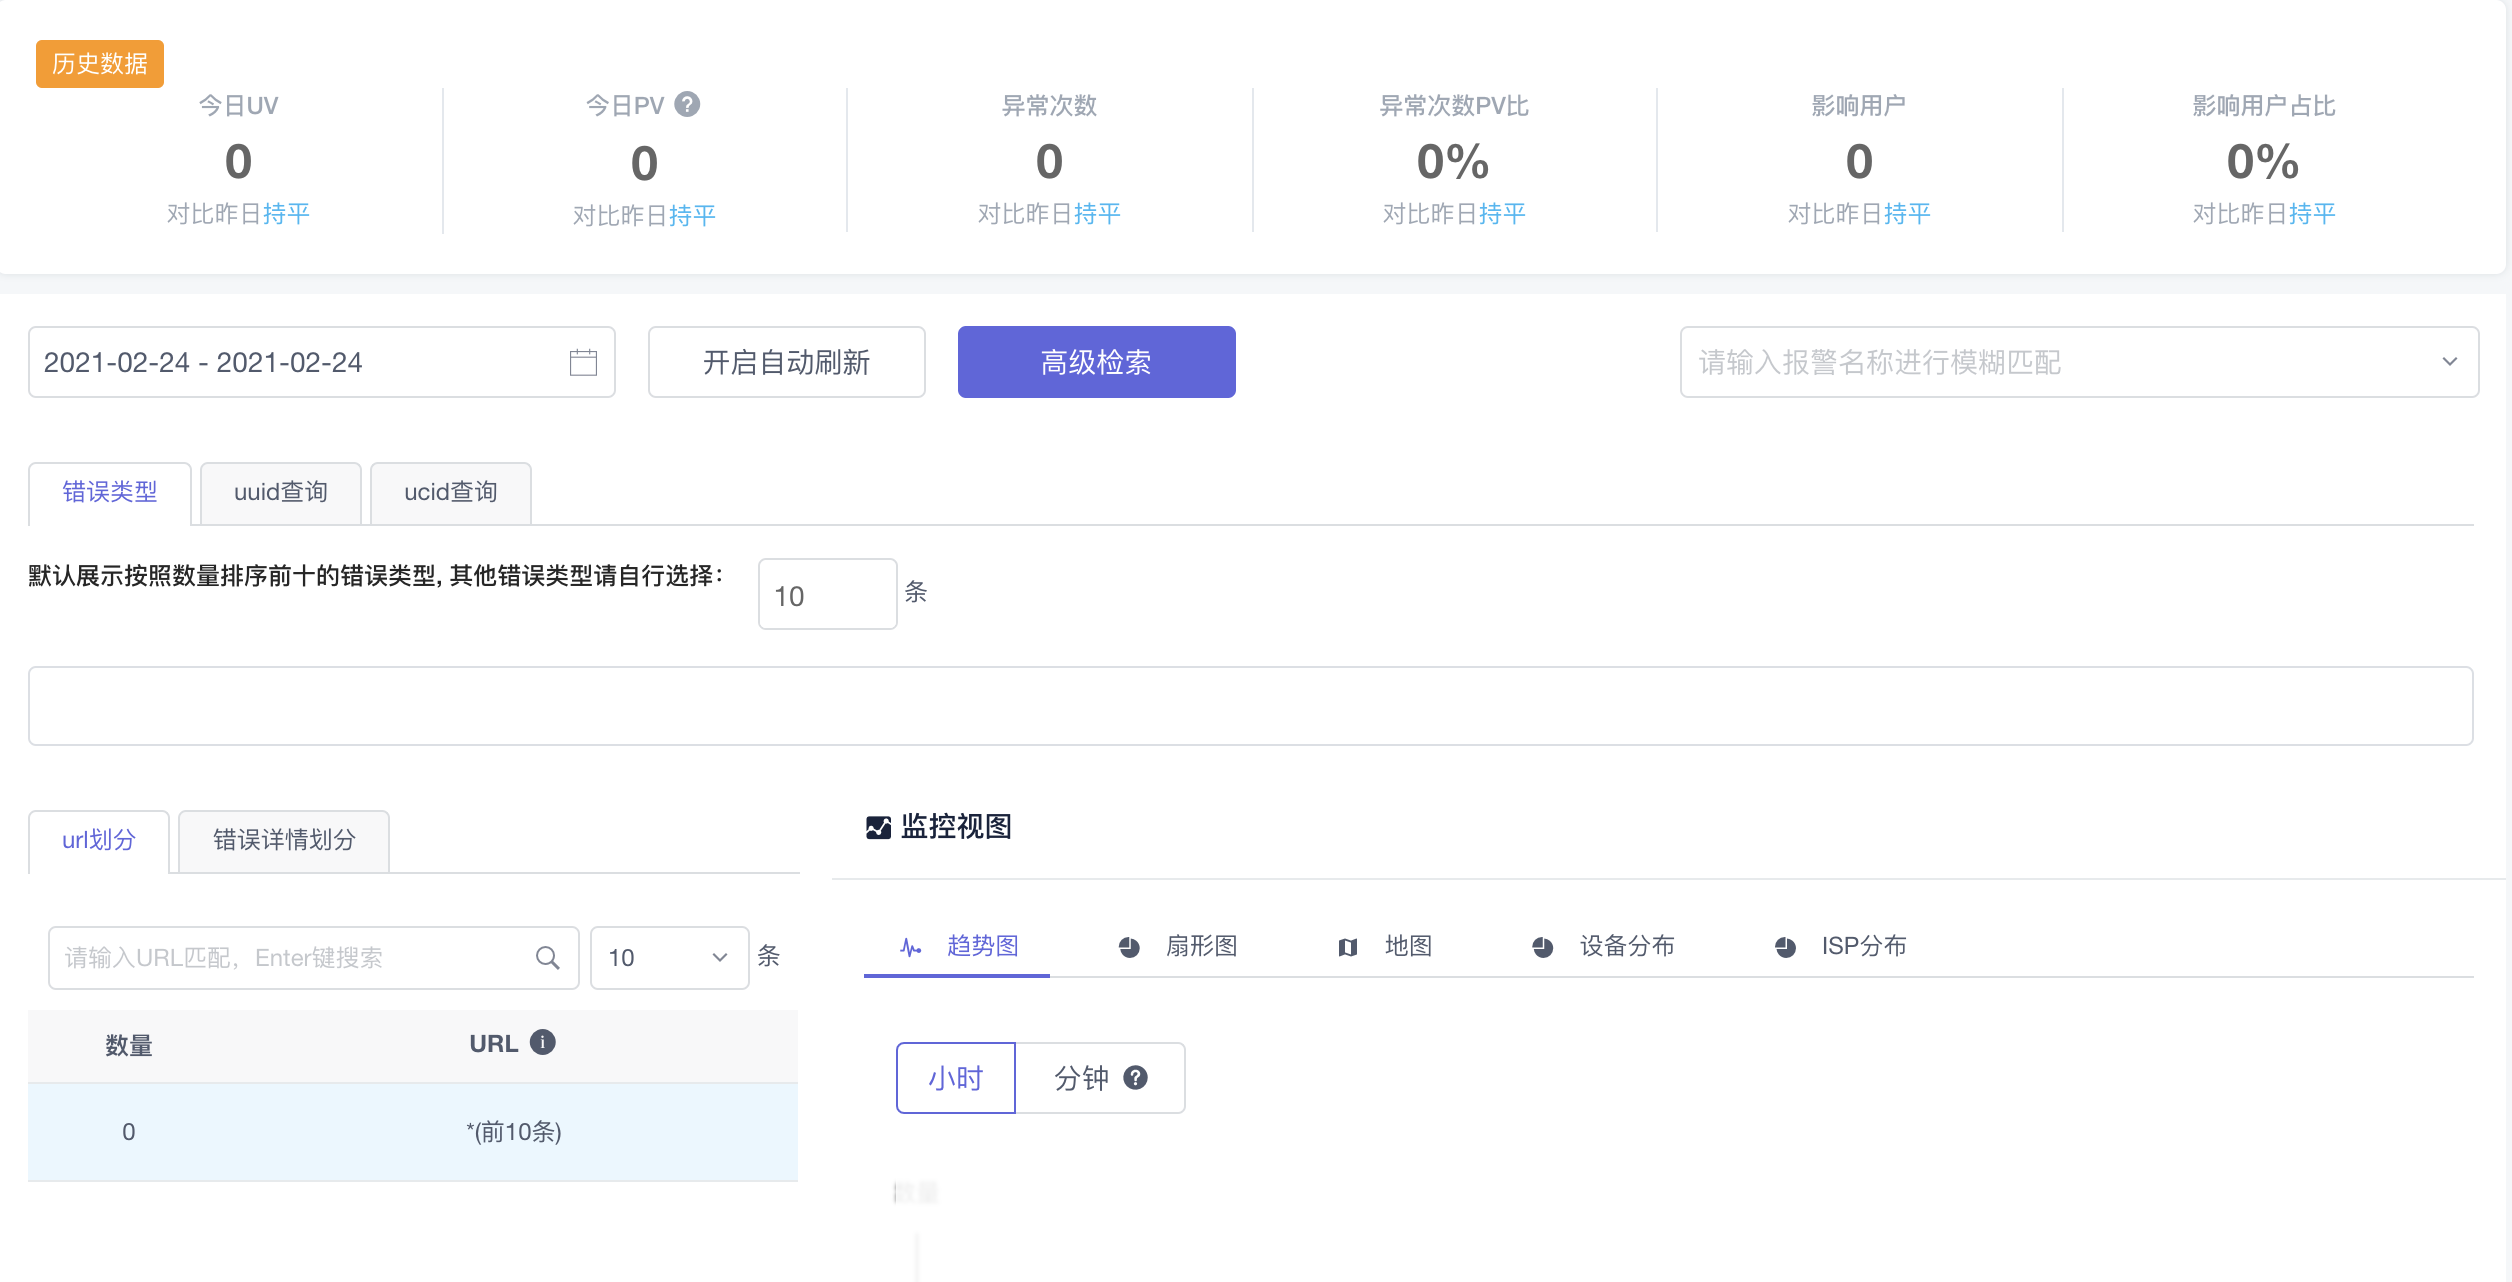 历史数据
今日UV
0
对比昨日持平
今日PV
0
对比昨日持平
异常次数
0
对比昨日持平
异常次数PV比
0%
对比昨日持平
影响用户
0
对比昨日持平
影响用户占比
0%
对比昨日持平
2021-02-24 - 2021-02-24
开启自动刷新
高级检索
请输入报警名称进行模糊匹配
错误类型
uuid查询
ucid查询
默认展示按照数量排序前十的错误类型, 其他错误类型请自行选择:
10
条
url划分
错误详情划分
请输入URL匹配，Enter键搜索
10
条
数量
URL
0
*(前10条)
监控视图
趋势图
扇形图
地图
设备分布
ISP分布
小时
分钟
数量